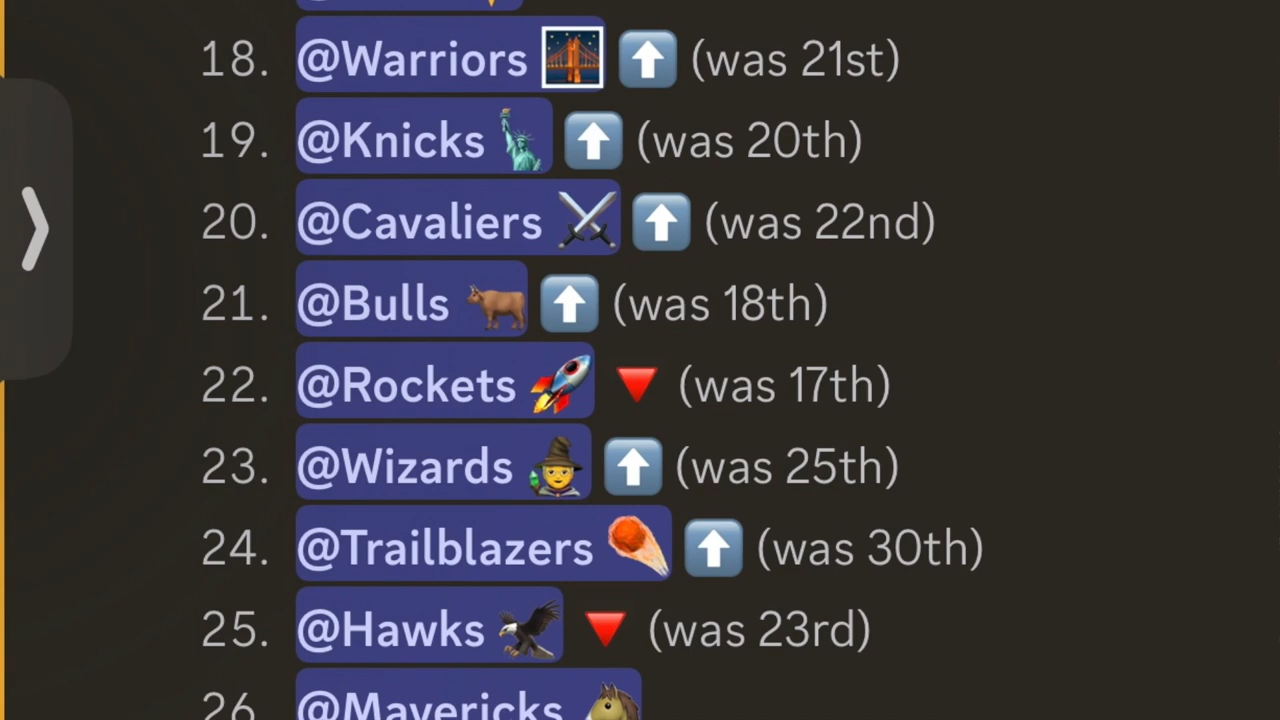 18. @Warriors 🌉 ⬆️ (was 21st)
19. @Knicks 🗽 ⬆️ (was 20th)
20. @Cavaliers ⚔️ ⬆️ (was 22nd)
21. @Bulls 🐂 ⬆️ (was 18th)
22. @Rockets 🚀 🔻 (was 17th)
23. @Wizards 🧙 ⬆️ (was 25th)
24. @Trailblazers ☄️ ⬆️ (was 30th)
25. @Hawks 🦅 🔻 (was 23rd)
26. @Mavericks 🐴